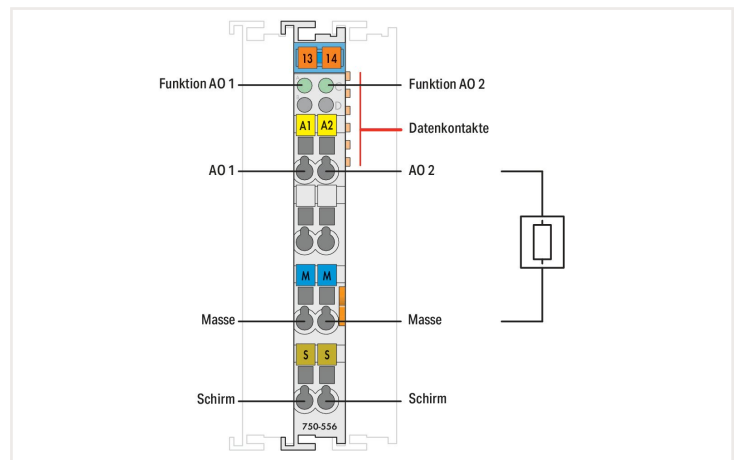 13 14
Funktion AO 1
Funktion AO 2
C
D
Datenkontakte
A1 A2
AO 1
AO 2
M M
Masse
Masse
S S
Schirm
Schirm
750-556